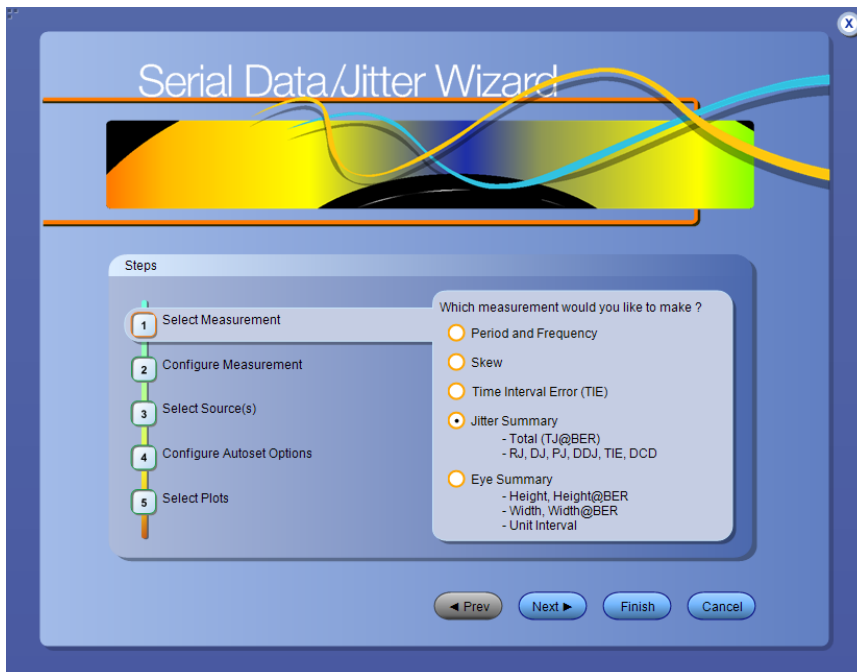 X
Serial Data/Jitter Wizard
Steps
1 Select Measurement
2 Configure Measurement
3 Select Source(s)
4 Configure Autoset Options
5 Select Plots
Which measurement would you like to make ?
Period and Frequency
Skew
Time Interval Error (TIE)
Jitter Summary
- Total (TJ@BER)
- RJ, DJ, PJ, DDJ, TIE, DCD
Eye Summary
- Height, Height@BER
- Width, Width@BER
- Unit Interval
◄ Prev
Next ►
Finish
Cancel